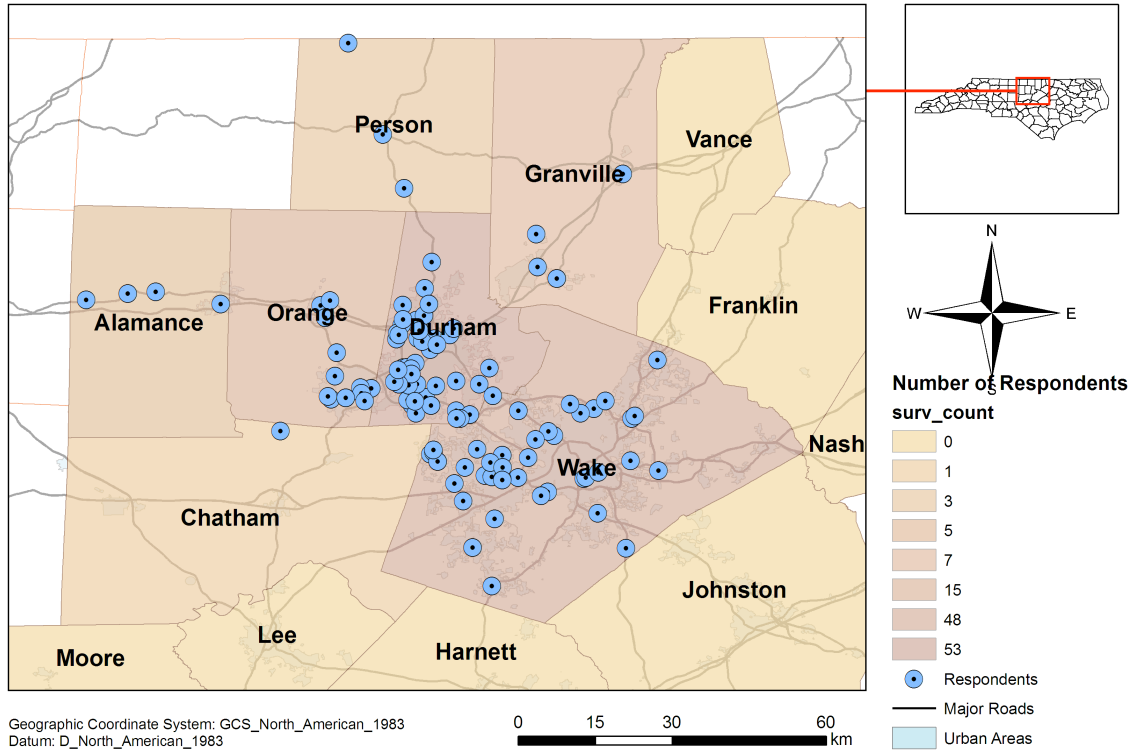 Person
Vance
Granville
Franklin
Orange
Alamance
Durham
Nash
Wake
Chatham
Johnston
Lee
Harnett
Moore
N
W
E
S
Number of Respondents
surv_count
0
1
3
5
7
15
48
53
Respondents
Major Roads
Urban Areas
Geographic Coordinate System: GCS_North_American_1983
Datum: D_North_American_1983
0 15 30 60
km